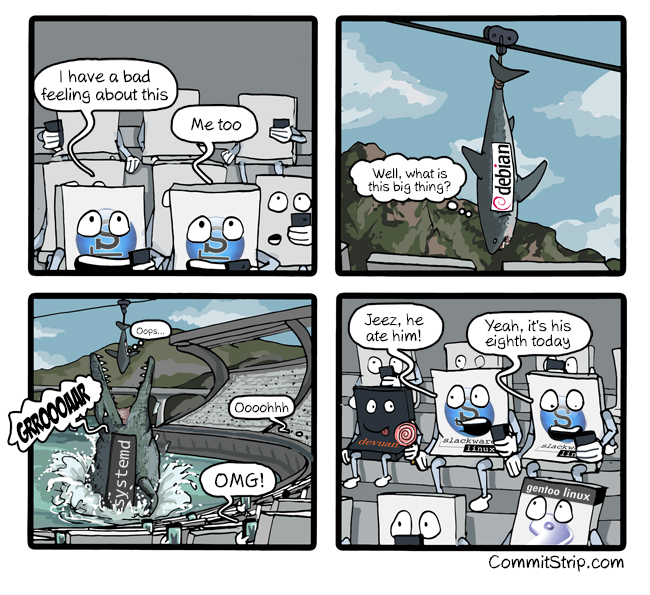 I have a bad
feeling about this
Me too
S
S
Well, what is
this big thing?
debian
Oops...
GRROOOAAR
systemd
Oooohhh
OMG!
Jeez, he
ate him!
Yeah, it's his
eighth today
devuan
S
slackware
linux
S
gentoo linux
CommitStrip.com